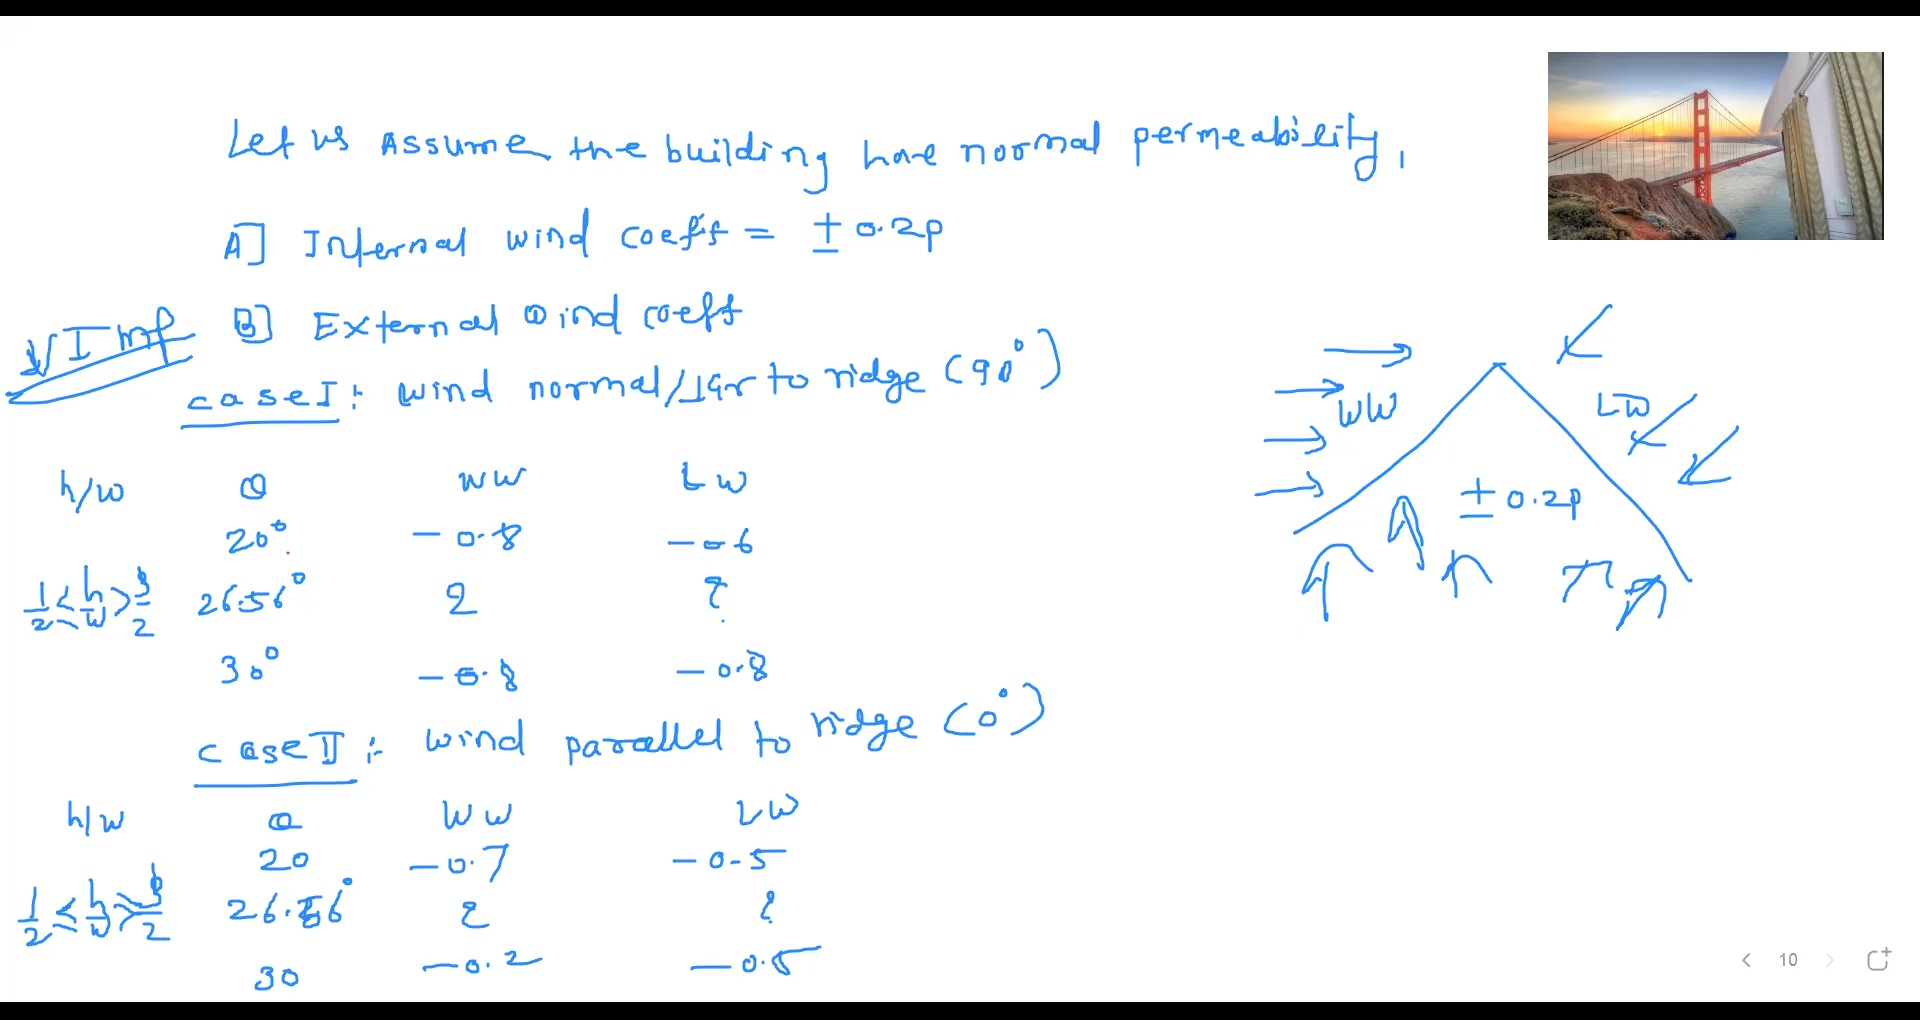 Let us Assume the building have normal permeability,
A] Internal wind coeff = ± 0.2p
B] External wind coeff
√ Imp
case I :- wind normal/⊥ar to ridge (90°)
WW
LW
± 0.2p
h/w θ WW LW
20° -0.8 -0.6
1/2 < h/w > 3/2 26.56° ? ?
30° -0.8 -0.8
case II :- wind parallel to ridge (0°)
h/w θ WW LW
20 -0.7 -0.5
1/2 ≤ h/w ≥ 3/2 26.56° ? ?
30 -0.2 -0.5
10